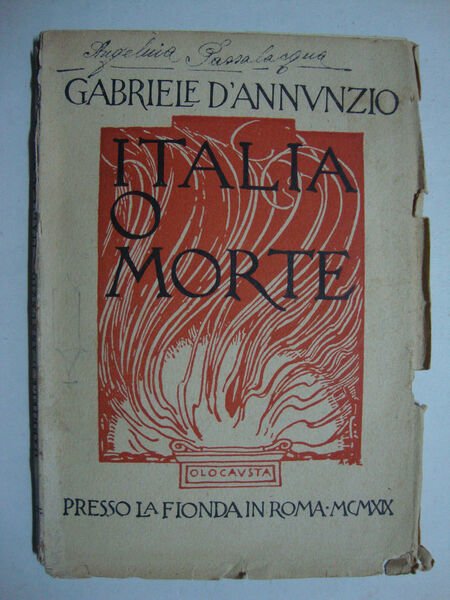 Angelina Passalacqua
GABRIELE D'ANNVNZIO
ITALIA
O
MORTE
OLOCAVSTA
PRESSO LA FIONDA IN ROMA · MCMXIX